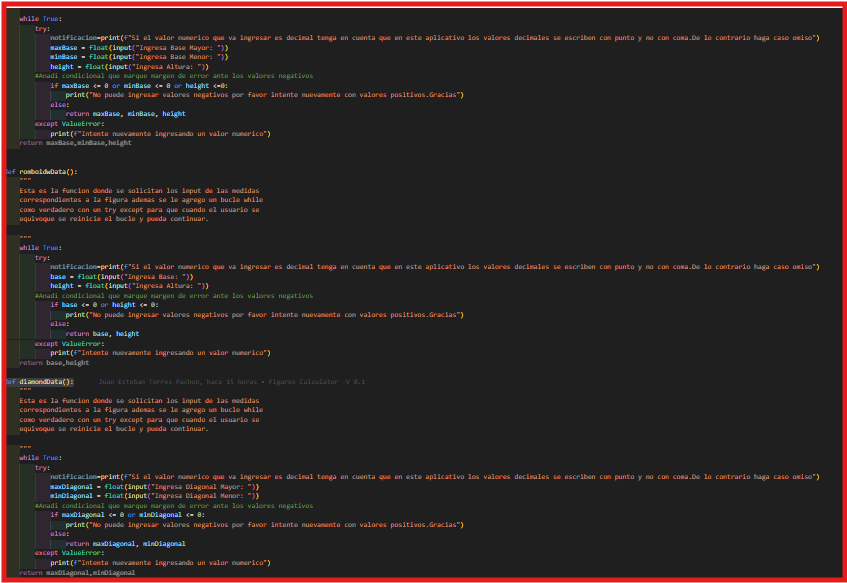 while True:
try:
notificacion=print(f"Si el valor numerico que va ingresar es decimal tenga en cuenta que en este aplicativo los valores decimales se escriben con punto y no con coma.De lo contrario haga caso omiso")
maxBase = float(input("Ingresa Base Mayor: "))
minBase = float(input("Ingresa Base Menor: "))
height = float(input("Ingresa Altura: "))
#Anadi condicional que marque margen de error ante los valores negativos
if maxBase <= 0 or minBase <= 0 or height <=0:
print("No puede ingresar valores negativos por favor intente nuevamente con valores positivos.Gracias")
else:
return maxBase, minBase, height
except ValueError:
print(f"Intente nuevamente ingresando un valor numerico")
return maxBase,minBase,height
def romboidwData():
"""
Esta es la funcion donde se solicitan los input de las medidas
correspondientes a la figura ademas se le agrego un bucle while
como verdadero con un try except para que cuando el usuario se
equivoque se reinicie el bucle y pueda continuar.
"""
while True:
try:
notificacion=print(f"Si el valor numerico que va ingresar es decimal tenga en cuenta que en este aplicativo los valores decimales se escriben con punto y no con coma.De lo contrario haga caso omiso")
base = float(input("Ingresa Base: "))
height = float(input("Ingresa Altura: "))
#Anadi condicional que marque margen de error ante los valores negativos
if base <= 0 or height <= 0:
print("No puede ingresar valores negativos por favor intente nuevamente con valores positivos.Gracias")
else:
return base, height
except ValueError:
print(f"Intente nuevamente ingresando un valor numerico")
return base,height
def diamondData(): Juan Esteban Torres Pachon, hace 15 horas • Figures Calculator -V 0.1
"""
Esta es la funcion donde se solicitan los input de las medidas
correspondientes a la figura ademas se le agrego un bucle while
como verdadero con un try except para que cuando el usuario se
equivoque se reinicie el bucle y pueda continuar.
"""
while True:
try:
notificacion=print(f"Si el valor numerico que va ingresar es decimal tenga en cuenta que en este aplicativo los valores decimales se escriben con punto y no con coma.De lo contrario haga caso omiso")
maxDiagonal = float(input("Ingresa Diagonal Mayor: "))
minDiagonal = float(input("Ingresa Diagonal Menor: "))
#Anadi condicional que marque margen de error ante los valores negativos
if maxDiagonal <= 0 or minDiagonal <= 0:
print("No puede ingresar valores negativos por favor intente nuevamente con valores positivos.Gracias")
else:
return maxDiagonal, minDiagonal
except ValueError:
print(f"Intente nuevamente ingresando un valor numerico")
return maxDiagonal,minDiagonal